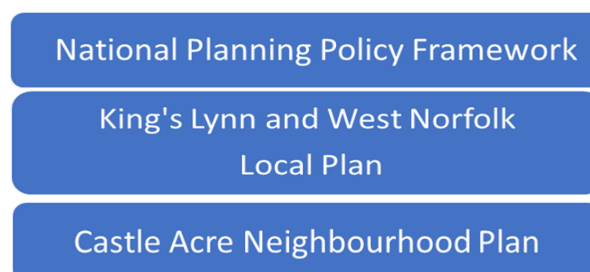 National Planning Policy Framework
King's Lynn and West Norfolk
Local Plan
Castle Acre Neighbourhood Plan